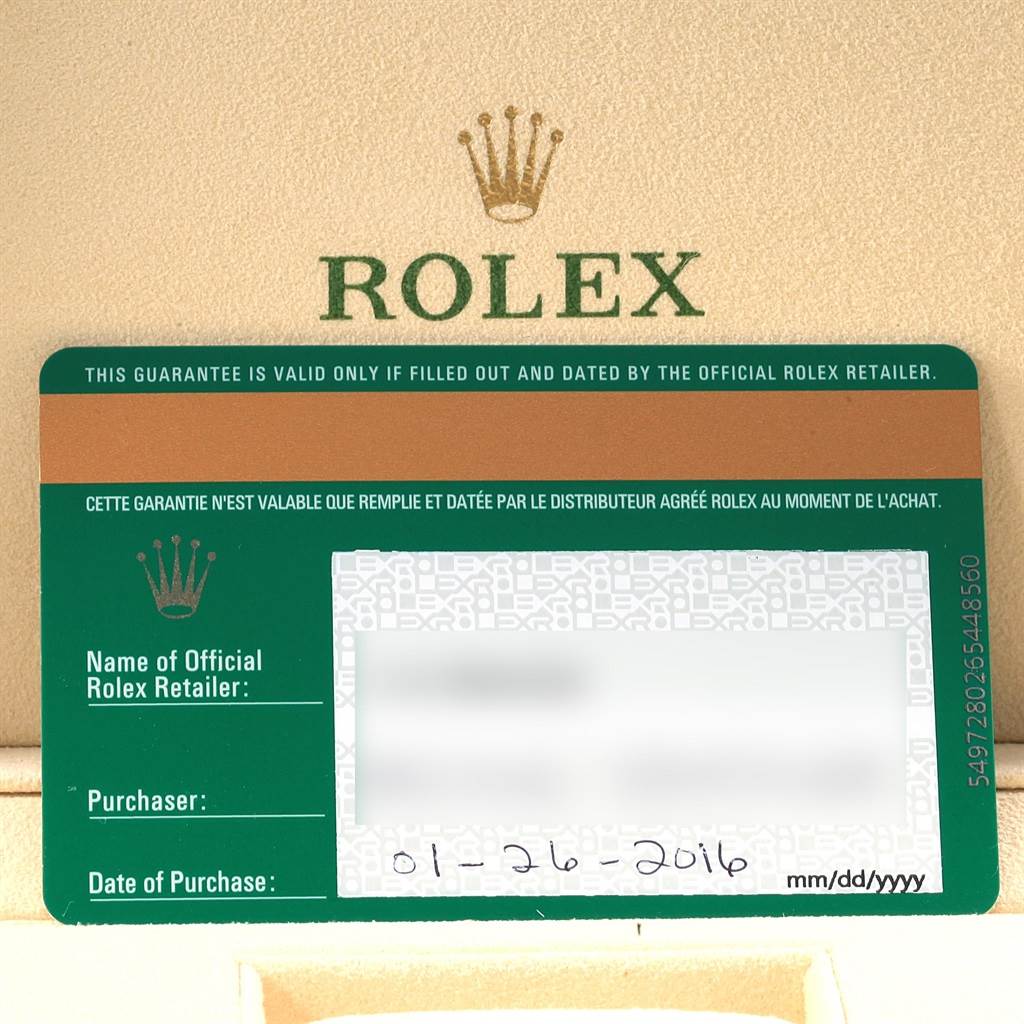 ROLEX
THIS GUARANTEE IS VALID ONLY IF FILLED OUT AND DATED BY THE OFFICIAL ROLEX RETAILER.
CETTE GARANTIE N'EST VALABLE QUE REMPLIE ET DATÉE PAR LE DISTRIBUTEUR AGRÉÉ ROLEX AU MOMENT DE L'ACHAT.
Name of Official
Rolex Retailer:
Purchaser:
Date of Purchase:
01-26-2016
mm/dd/yyyy
5497280265448560